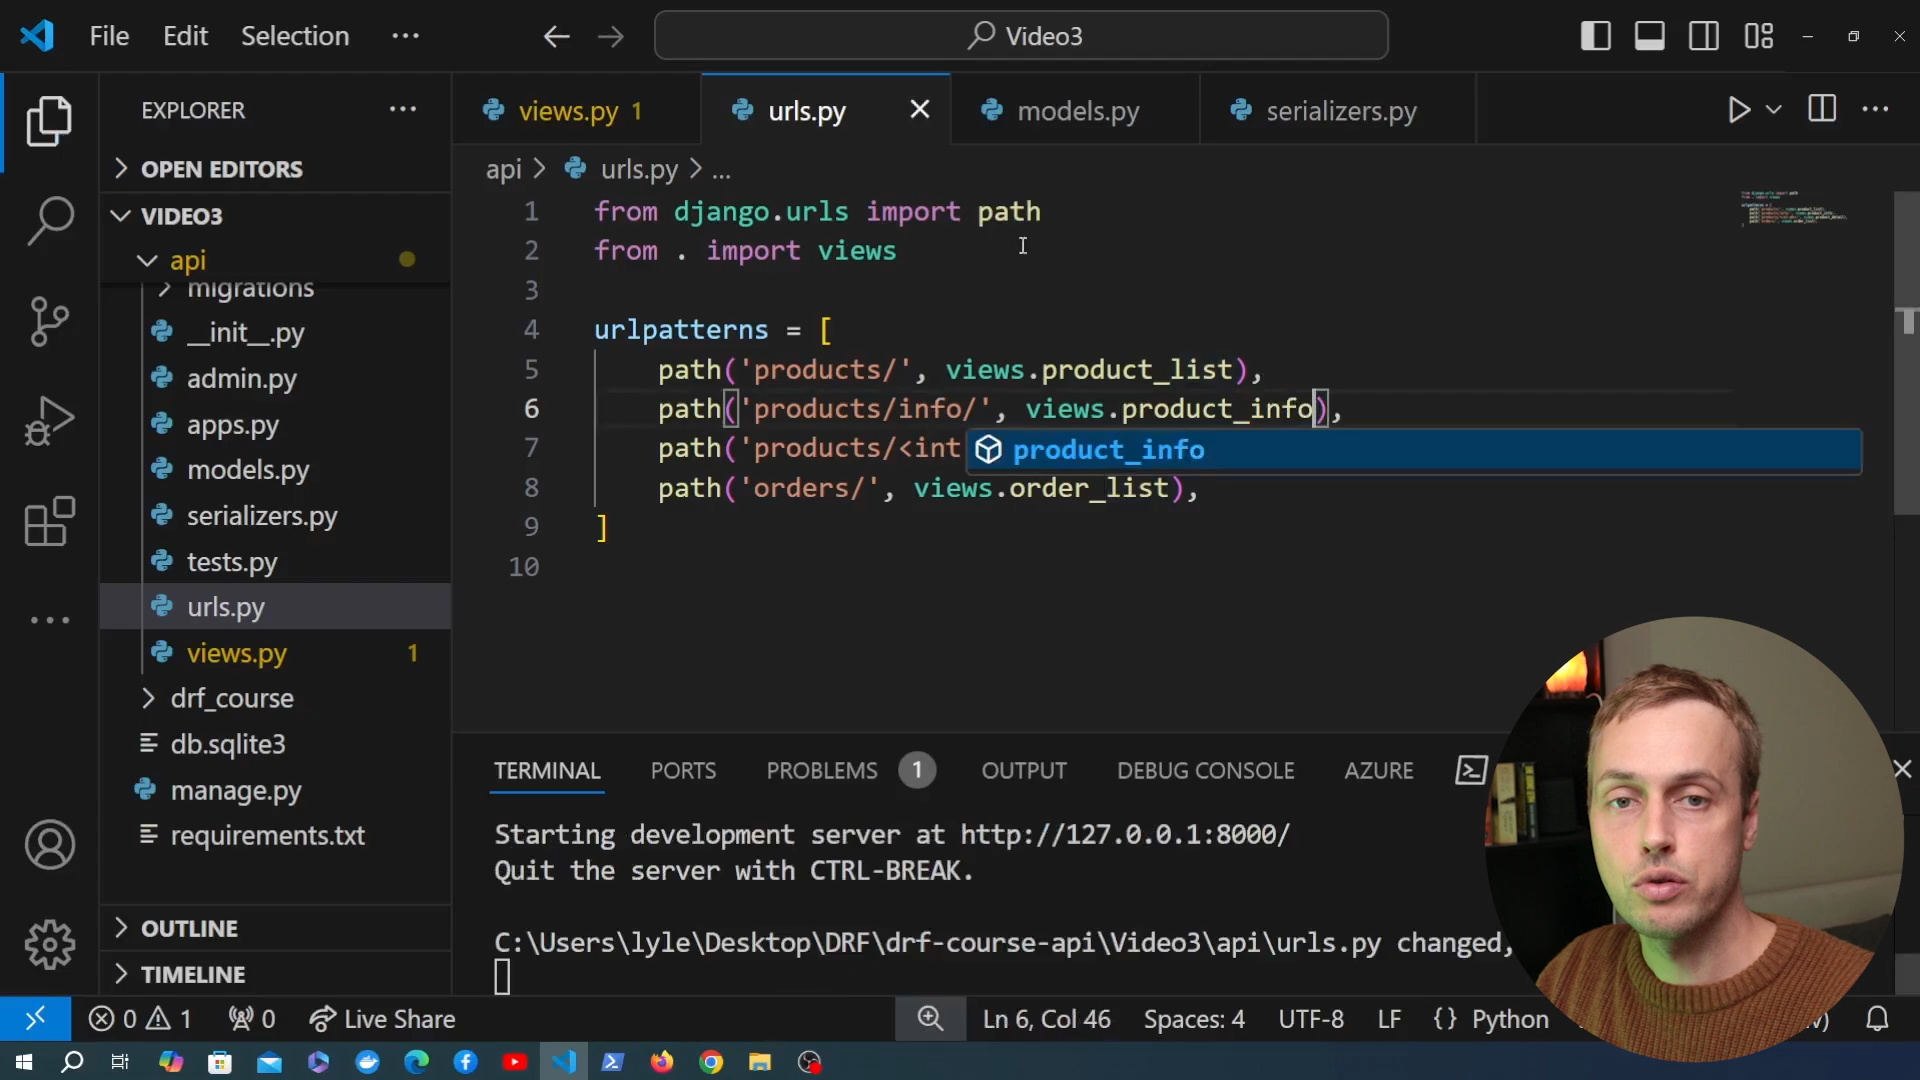 File Edit Selection ··· Video3
EXPLORER ···
OPEN EDITORS
VIDEO3
api
migrations
__init__.py
admin.py
apps.py
models.py
serializers.py
tests.py
urls.py
views.py 1
drf_course
db.sqlite3
manage.py
requirements.txt
OUTLINE
TIMELINE
views.py 1 urls.py models.py serializers.py
api > urls.py > ...
1 from django.urls import path
2 from . import views
3
4 urlpatterns = [
5 path('products/', views.product_list),
6 path('products/info/', views.product_info),
7 path('products/<int
product_info
8 path('orders/', views.order_list),
9 ]
10
TERMINAL PORTS PROBLEMS 1 OUTPUT DEBUG CONSOLE AZURE
Starting development server at http://127.0.0.1:8000/
Quit the server with CTRL-BREAK.
C:\Users\lyle\Desktop\DRF\drf-course-api\Video3\api\urls.py changed,
0 1 0 Live Share Ln 6, Col 46 Spaces: 4 UTF-8 LF {} Python